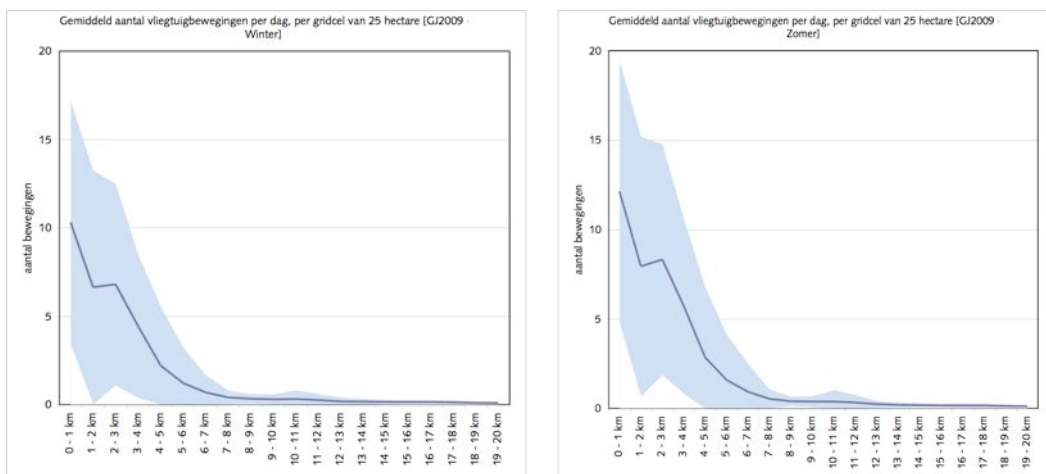 Gemiddeld aantal vliegtuigbewegingen per dag, per gridcel van 25 hectare [GJ2009 -
Winter]
20
15
10
5
0
aantal bewegingen
0 - 1 km
1 - 2 km
2 - 3 km
3 - 4 km
4 - 5 km
5 - 6 km
6 - 7 km
7 - 8 km
8 - 9 km
9 - 10 km
10 - 11 km
11 - 12 km
12 - 13 km
13 - 14 km
14 - 15 km
15 - 16 km
16 - 17 km
17 - 18 km
18 - 19 km
19 - 20 km
Gemiddeld aantal vliegtuigbewegingen per dag, per gridcel van 25 hectare [GJ2009 -
Zomer]
20
15
10
5
0
aantal bewegingen
0 - 1 km
1 - 2 km
2 - 3 km
3 - 4 km
4 - 5 km
5 - 6 km
6 - 7 km
7 - 8 km
8 - 9 km
9 - 10 km
10 - 11 km
11 - 12 km
12 - 13 km
13 - 14 km
14 - 15 km
15 - 16 km
16 - 17 km
17 - 18 km
18 - 19 km
19 - 20 km